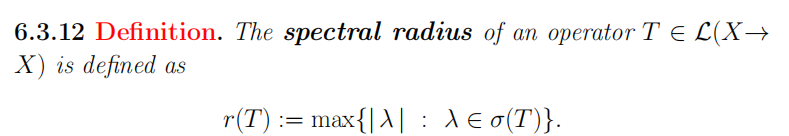 6.3.12 Definition. The spectral radius of an operator T ∈ ℒ(X→
X) is defined as
r(T) := max{|λ| : λ ∈ σ(T)}.